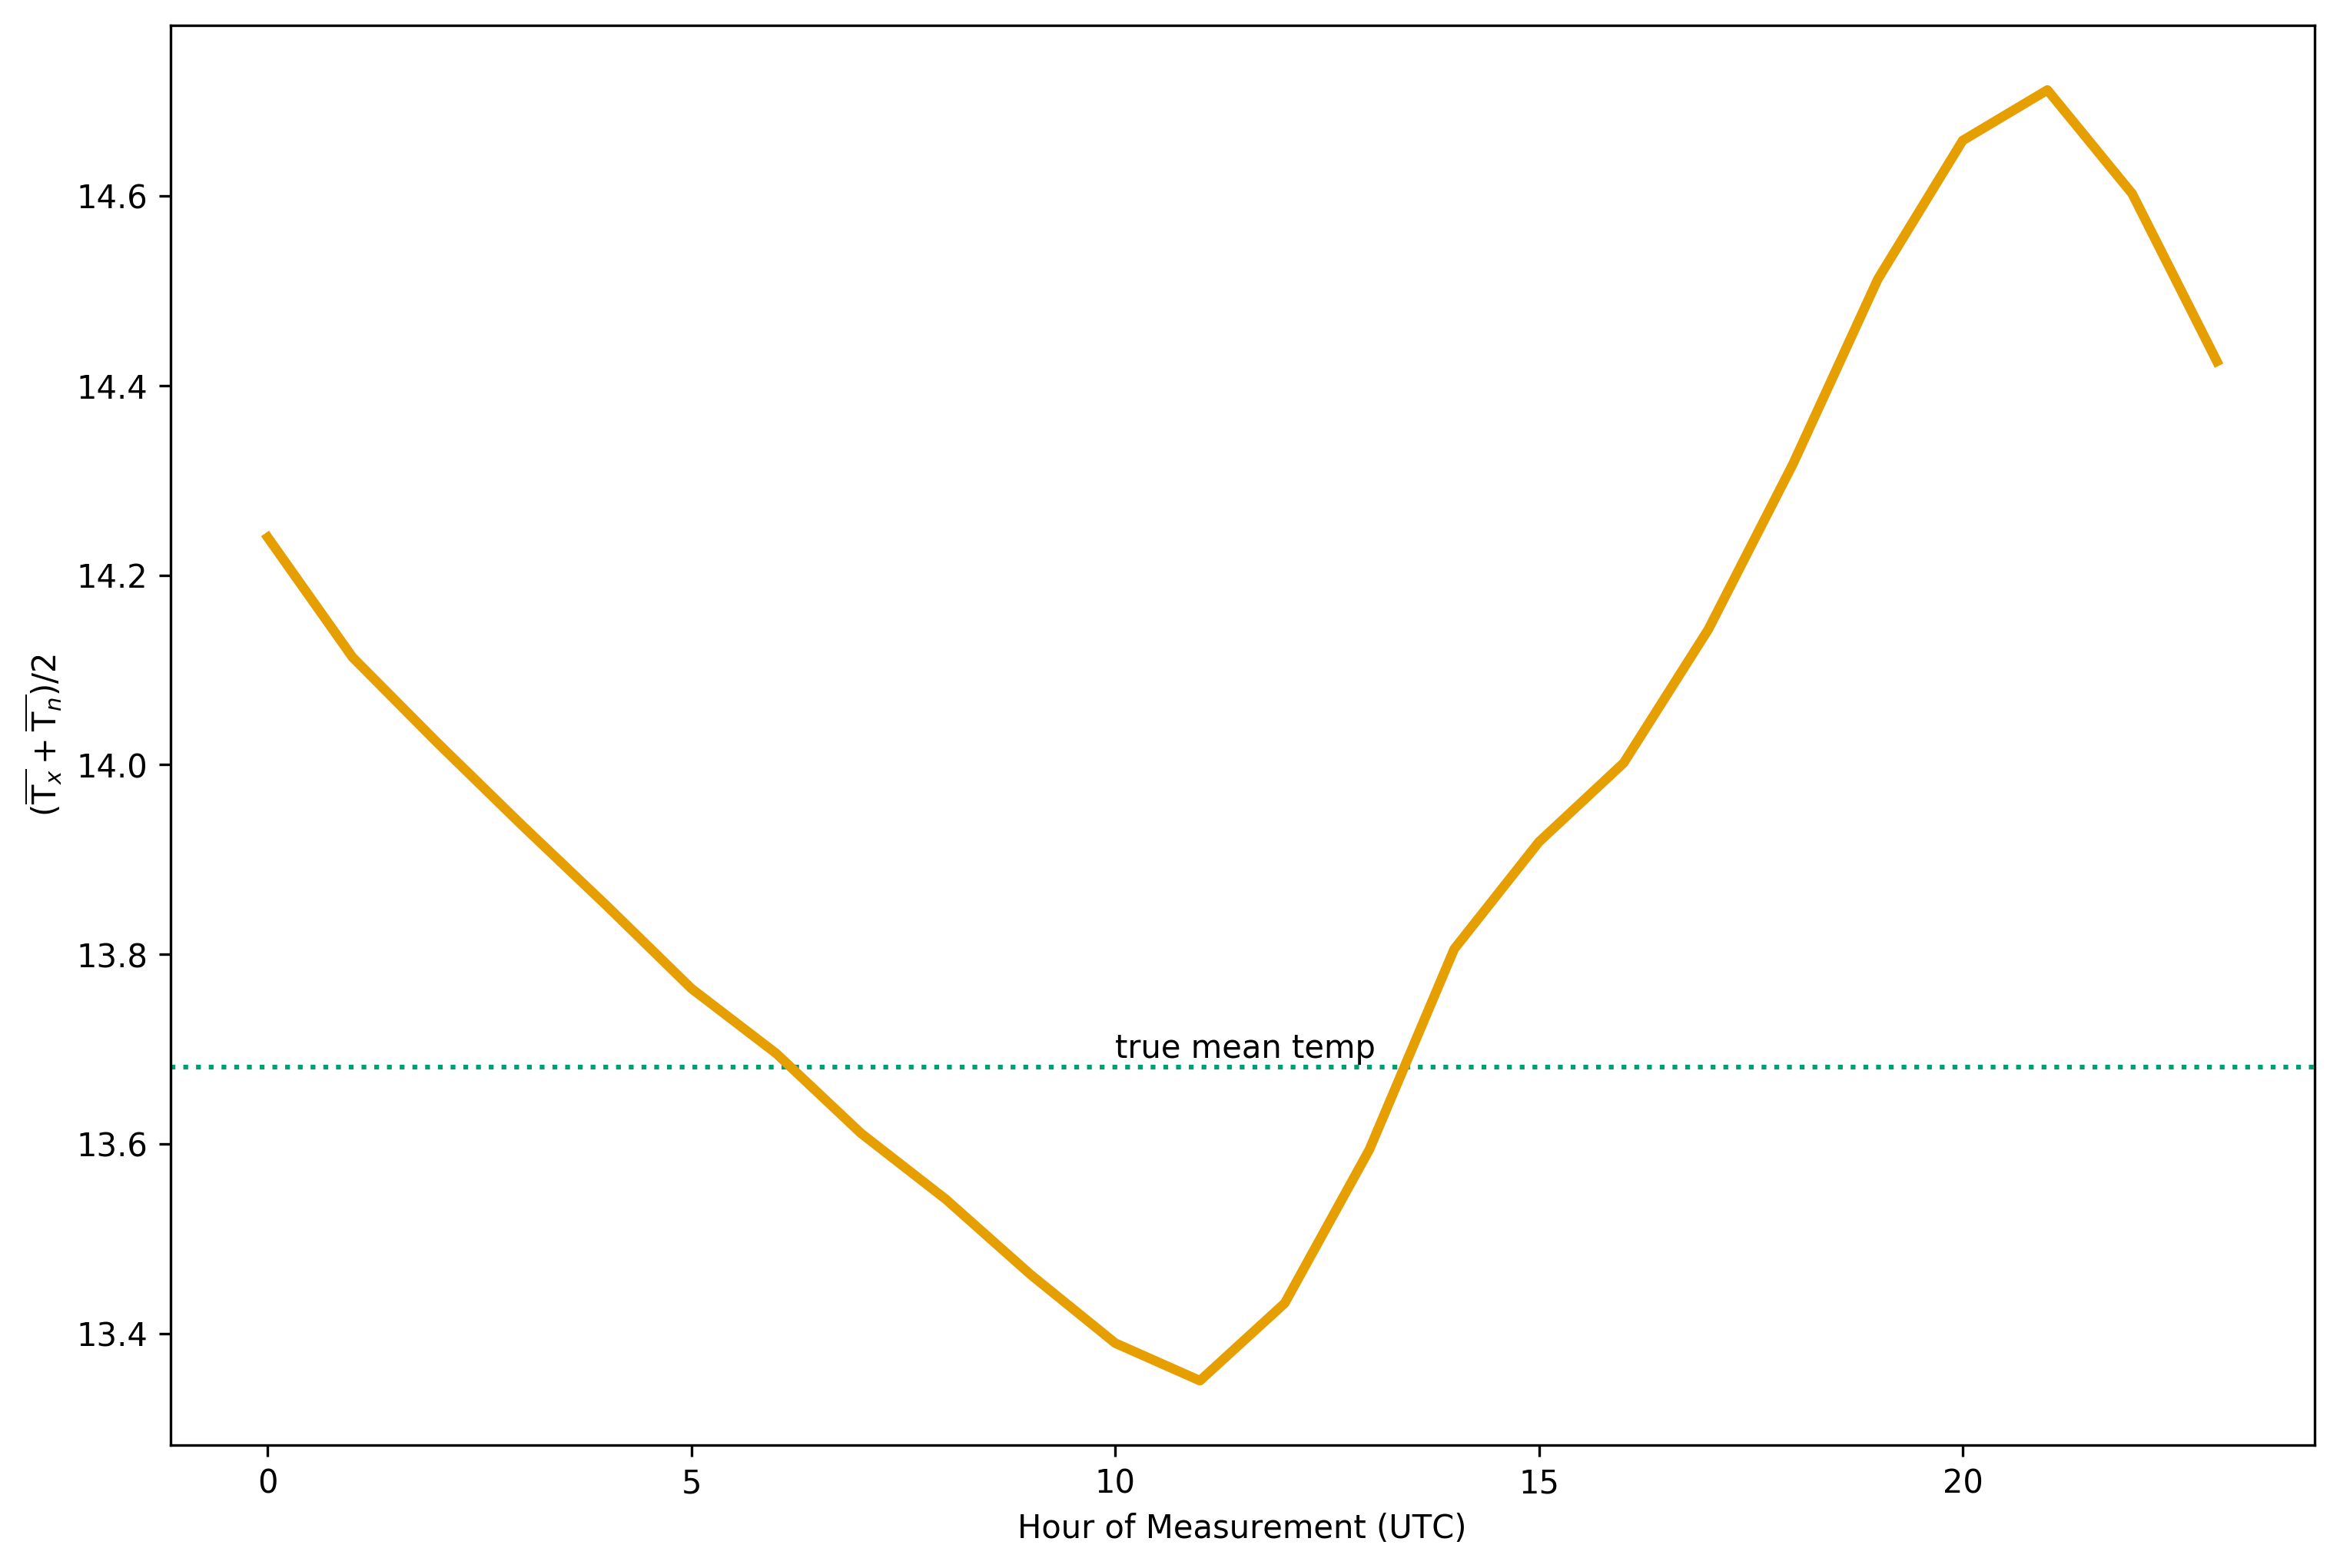 14.6
14.4
14.2
14.0
13.8
13.6
13.4
(T̅ₓ + T̅ₙ)/2
true mean temp
0 5 10 15 20
Hour of Measurement (UTC)